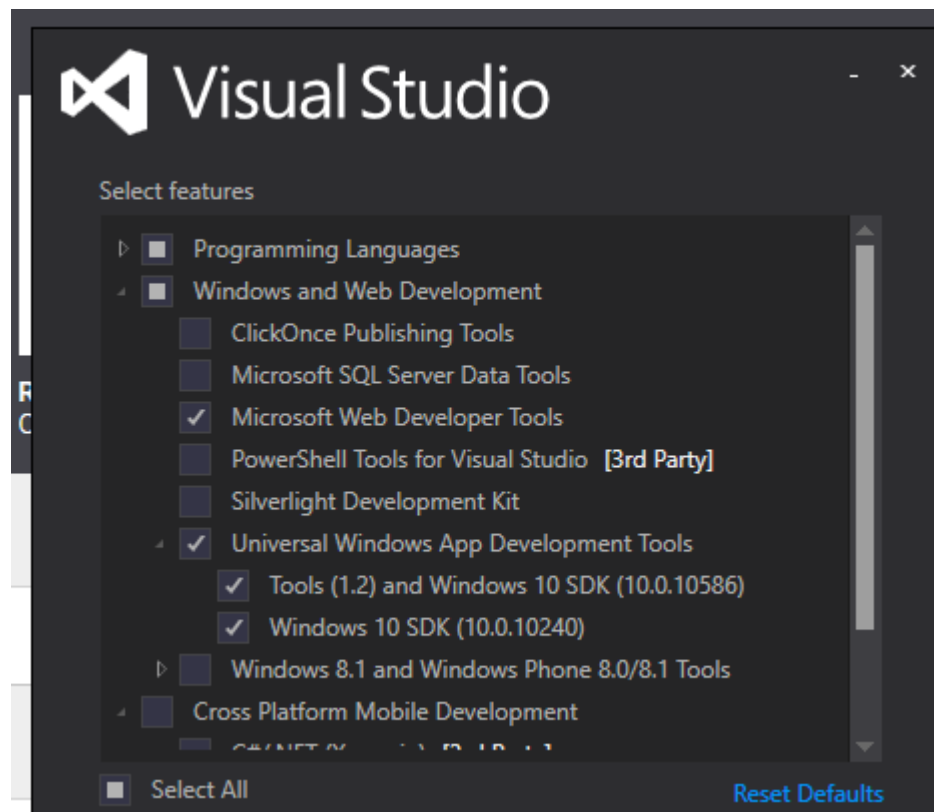 Visual Studio
Select features
Programming Languages
Windows and Web Development
ClickOnce Publishing Tools
Microsoft SQL Server Data Tools
Microsoft Web Developer Tools
PowerShell Tools for Visual Studio [3rd Party]
Silverlight Development Kit
Universal Windows App Development Tools
Tools (1.2) and Windows 10 SDK (10.0.10586)
Windows 10 SDK (10.0.10240)
Windows 8.1 and Windows Phone 8.0/8.1 Tools
Cross Platform Mobile Development
Select All
Reset Defaults